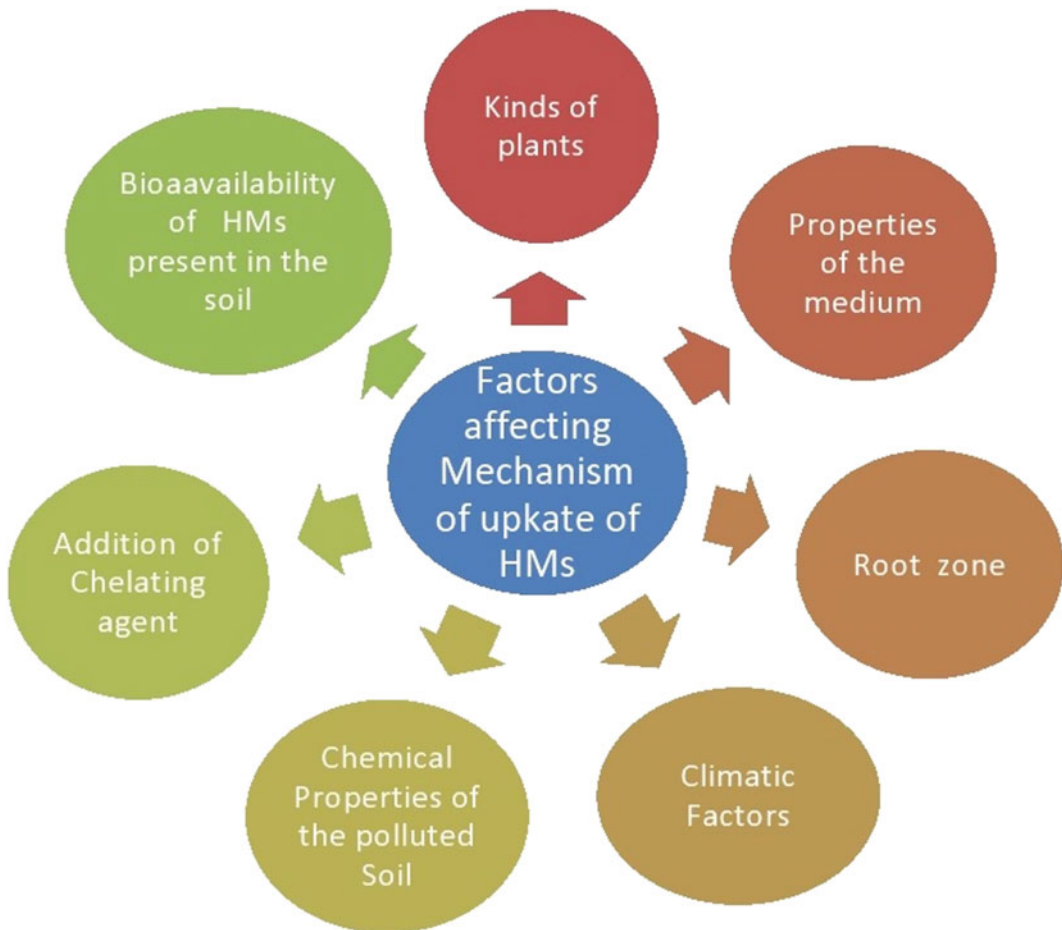 Kinds of
plants
Properties
of the
medium
Root zone
Climatic
Factors
Chemical
Properties of
the polluted
Soil
Addition of
Chelating
agent
Bioaavailability
of HMs
present in the
soil
Factors
affecting
Mechanism
of upkate of
HMs